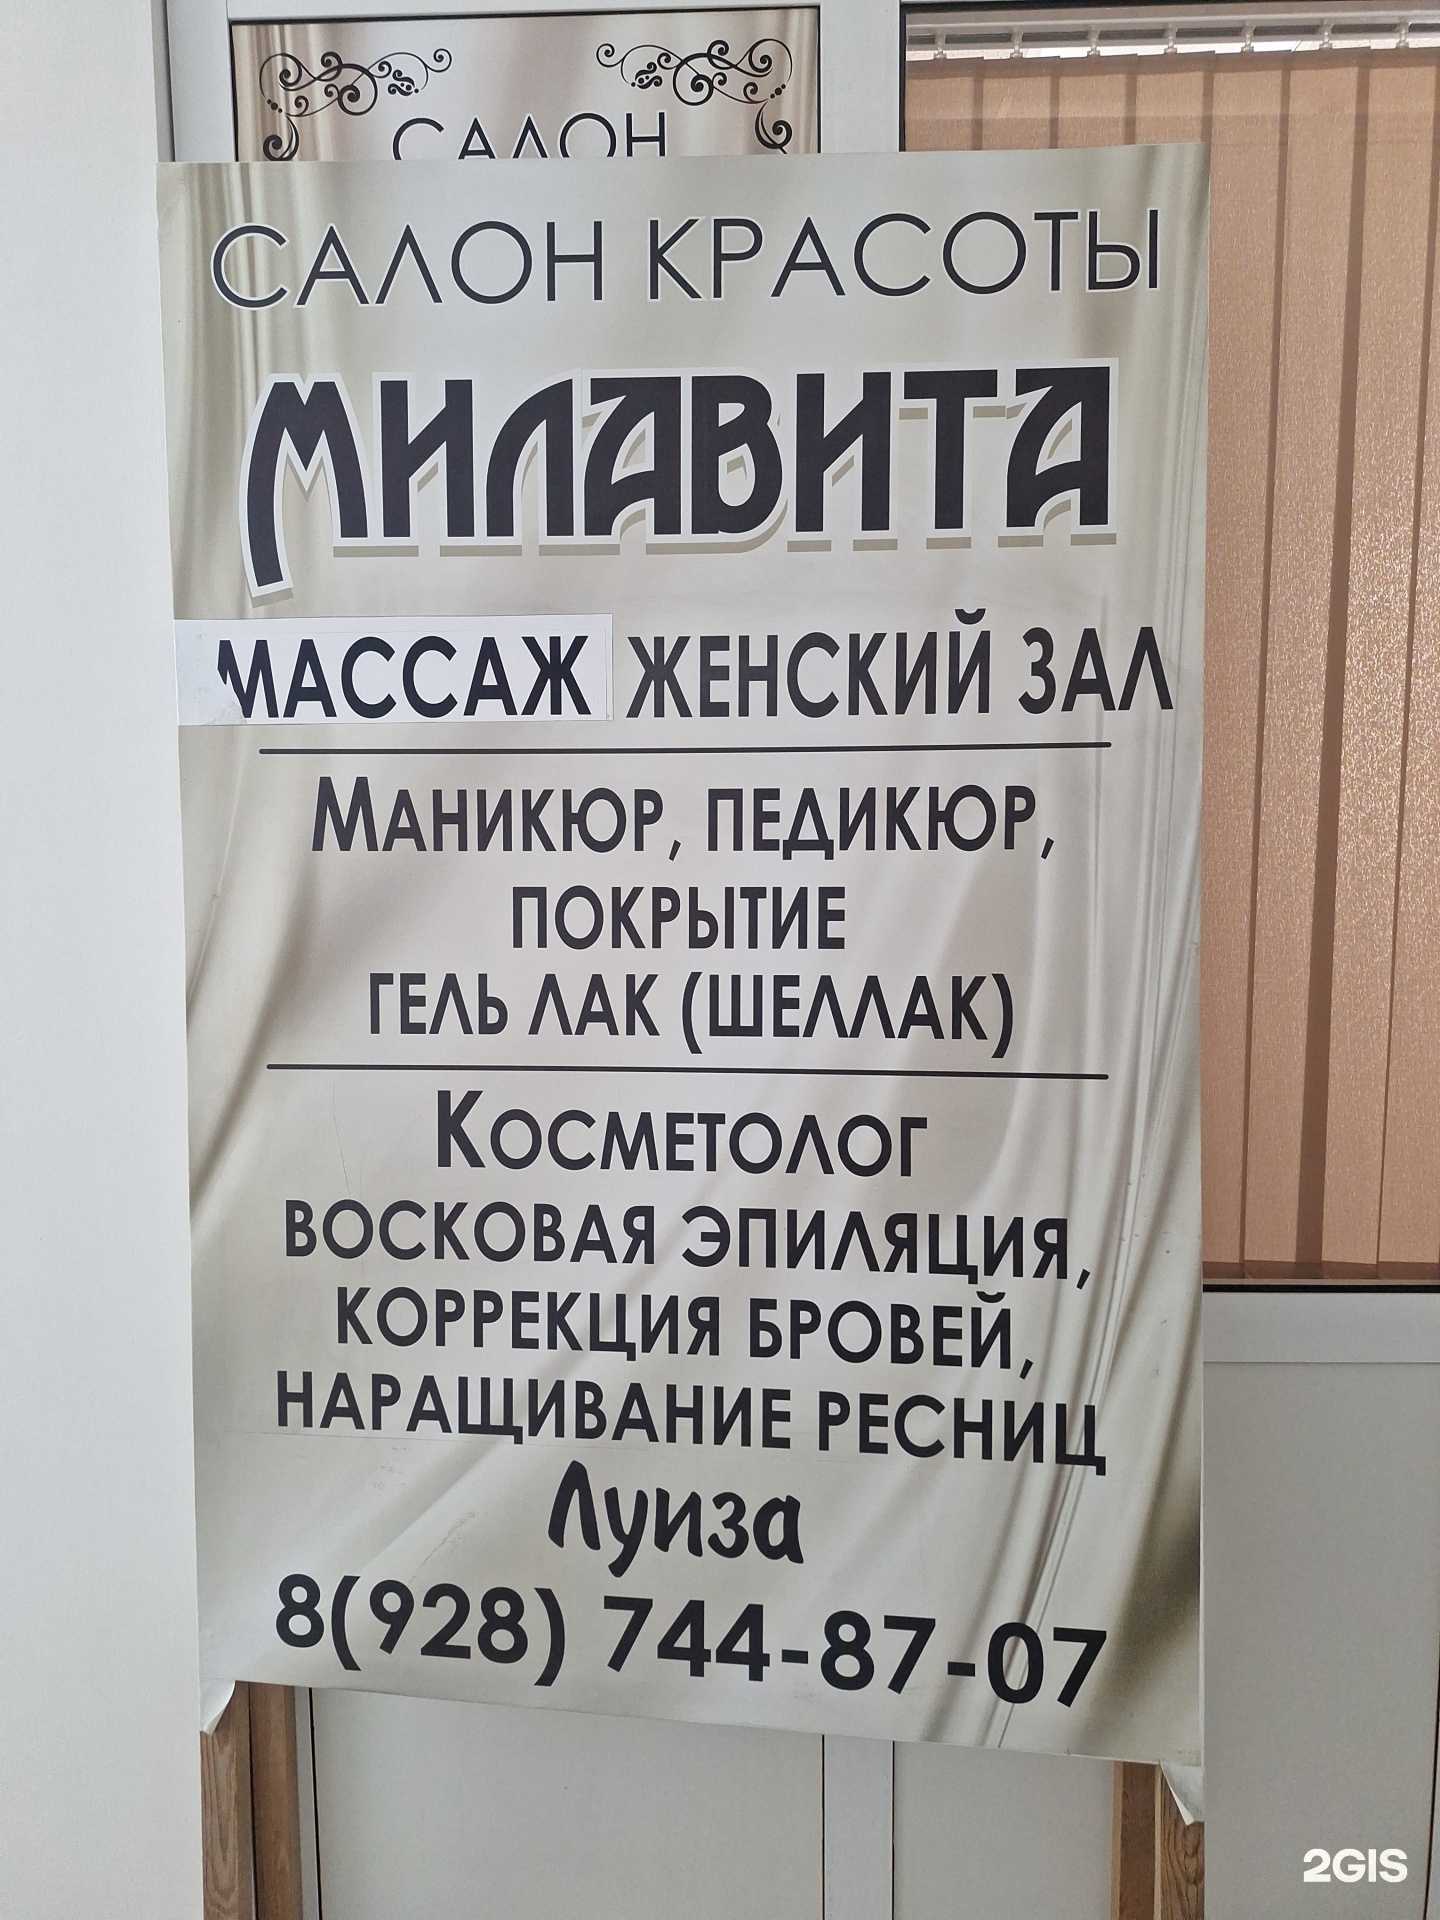 САЛОН
САЛОН КРАСОТЫ
МИЛАВИТА
МАССАЖ ЖЕНСКИЙ ЗАЛ
МАНИКЮР, ПЕДИКЮР,
ПОКРЫТИЕ
ГЕЛЬ ЛАК (ШЕЛЛАК)
КОСМЕТОЛОГ
ВОСКОВАЯ ЭПИЛЯЦИЯ,
КОРРЕКЦИЯ БРОВЕЙ,
НАРАЩИВАНИЕ РЕСНИЦ
Луиза
8(928) 744-87-07
2GIS